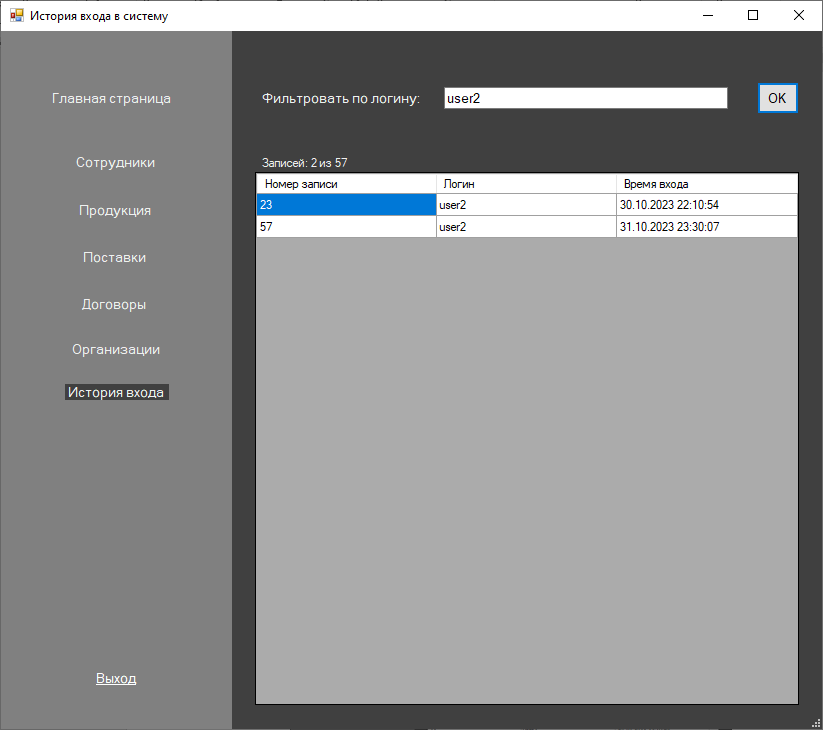 История входа в систему
Главная страница
Сотрудники
Продукция
Поставки
Договоры
Организации
История входа
Выход
Фильтровать по логину: user2 OK
Записей: 2 из 57
Номер записи Логин Время входа
23 user2 30.10.2023 22:10:54
57 user2 31.10.2023 23:30:07